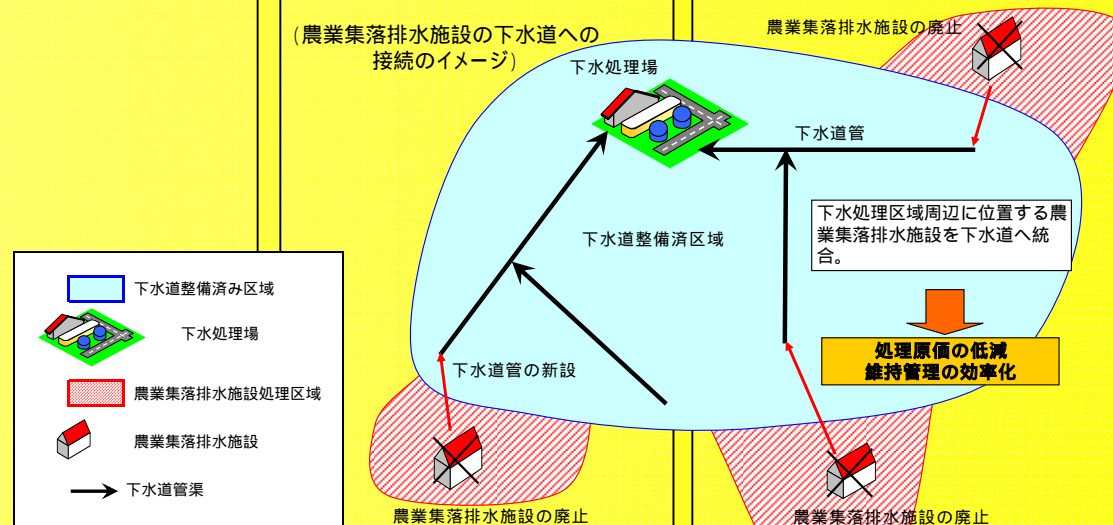 (農業集落排水施設の下水道への
接続のイメージ)
農業集落排水施設の廃止
下水処理場
下水道管
下水処理区域周辺に位置する農
業集落排水施設を下水道へ統
合。
下水道整備済区域
処理原価の低減
維持管理の効率化
下水道管の新設
農業集落排水施設の廃止
農業集落排水施設の廃止
下水道整備済み区域
下水処理場
農業集落排水施設処理区域
農業集落排水施設
下水道管渠